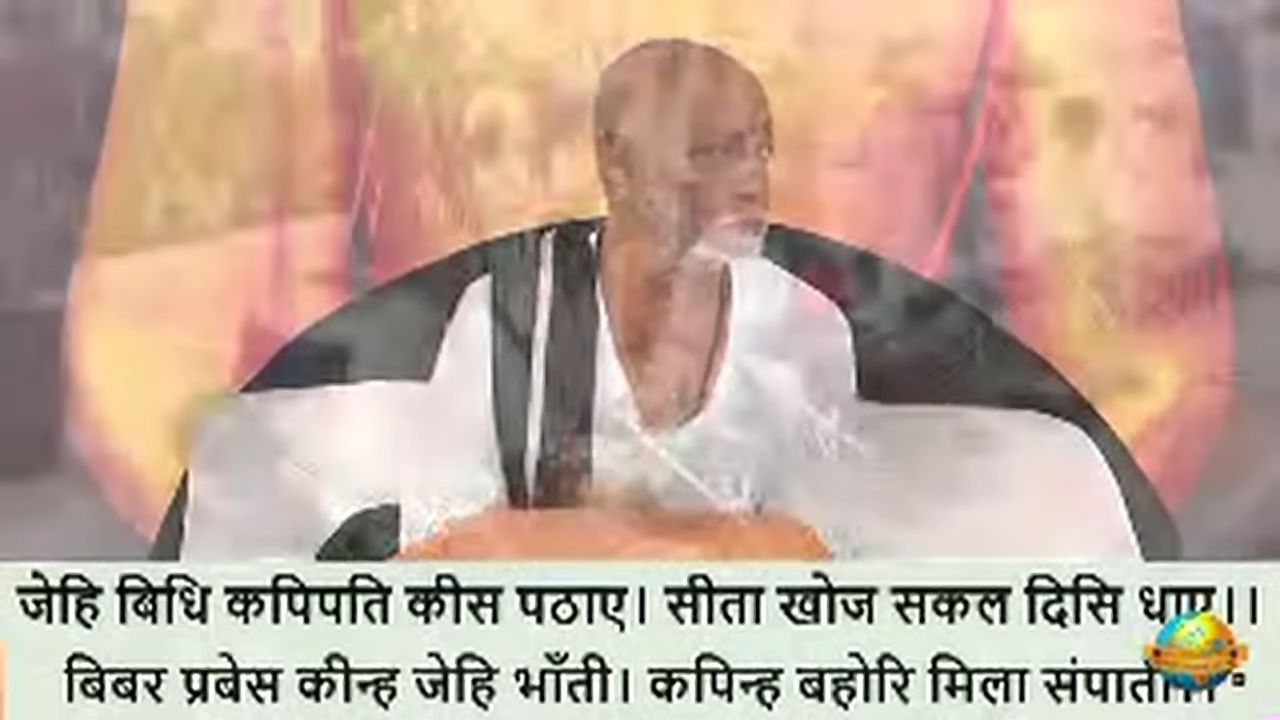 जेहि बिधि कपिपति कीस पठाए। सीता खोज सकल दिसि धाए।।
बिबर प्रबेस कीन्ह जेहि भाँती। कपिन्ह बहोरि मिला संपाती।।